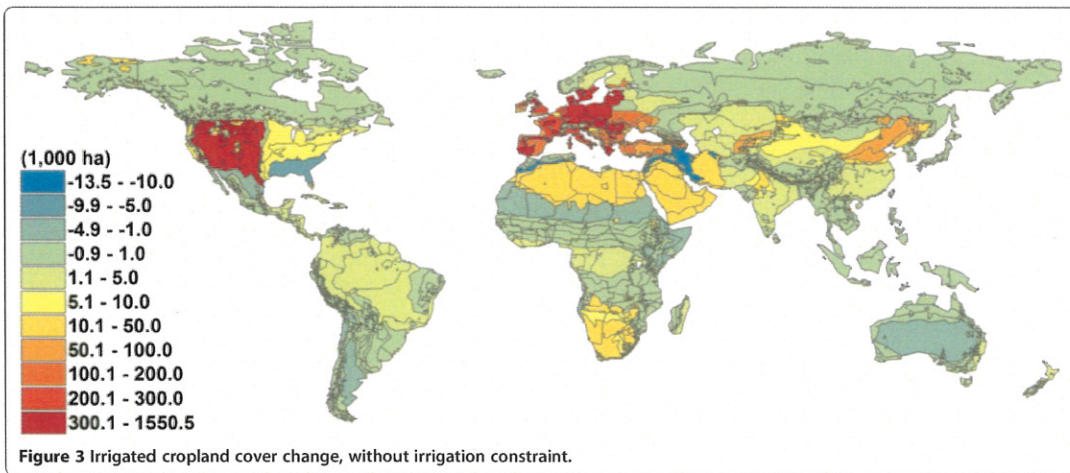 (1,000 ha)
-13.5 - -10.0
-9.9 - -5.0
-4.9 - -1.0
-0.9 - 1.0
1.1 - 5.0
5.1 - 10.0
10.1 - 50.0
50.1 - 100.0
100.1 - 200.0
200.1 - 300.0
300.1 - 1550.5
Figure 3 Irrigated cropland cover change, without irrigation constraint.